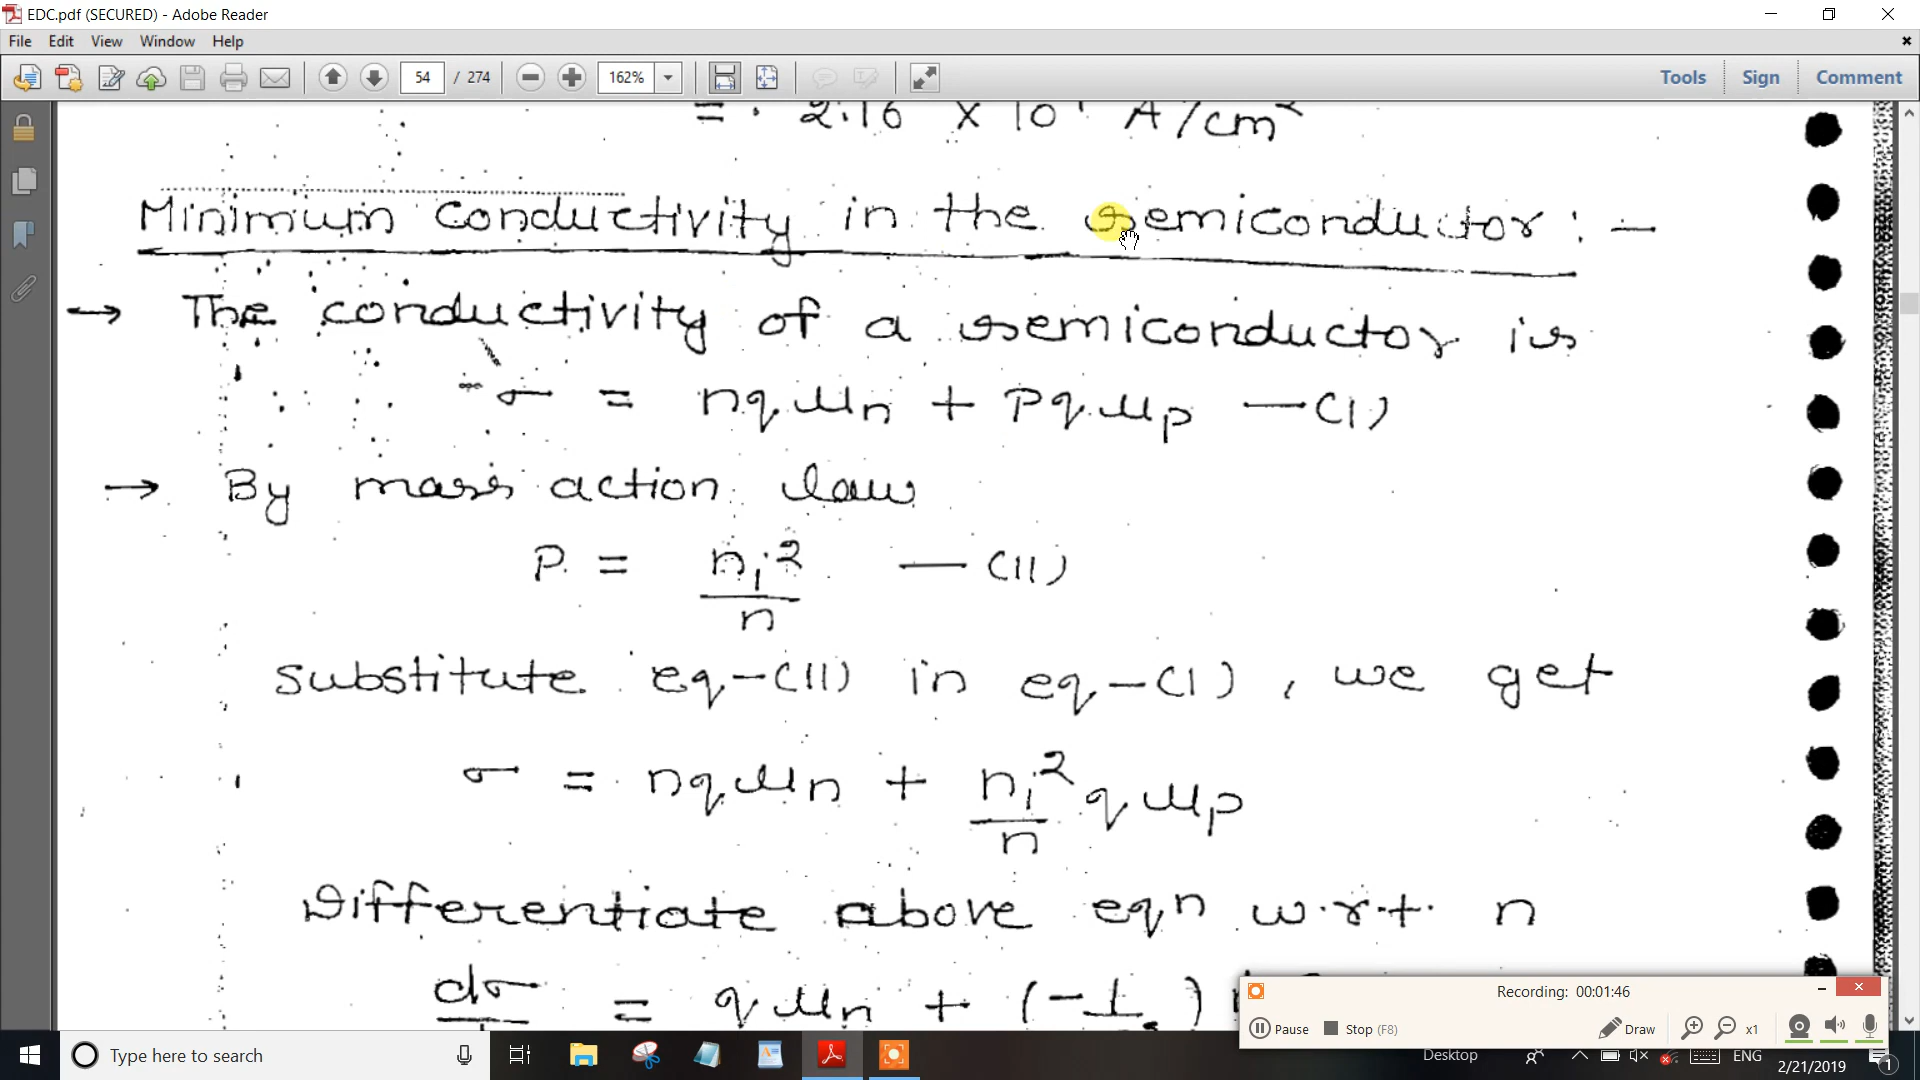 EDC.pdf (SECURED) - Adobe Reader
File Edit View Window Help
54 / 274 162% Tools Sign Comment
= 2.16 X 10 A/cm²
Minimum conductivity in the semiconductor : —
→ The conductivity of a semiconductor is
σ = nqμn + Pqμp — (I)
→ By mass action law
P = ni²/n — (II)
substitute eq-(II) in eq-(I), we get
σ = nqμn + ni²/n qμp
Differentiate above eqn w.r.t. n
dσ = qμn + (-1
Recording: 00:01:46
Pause Stop (F8) Draw x1
Type here to search
Desktop ENG
2/21/2019 1